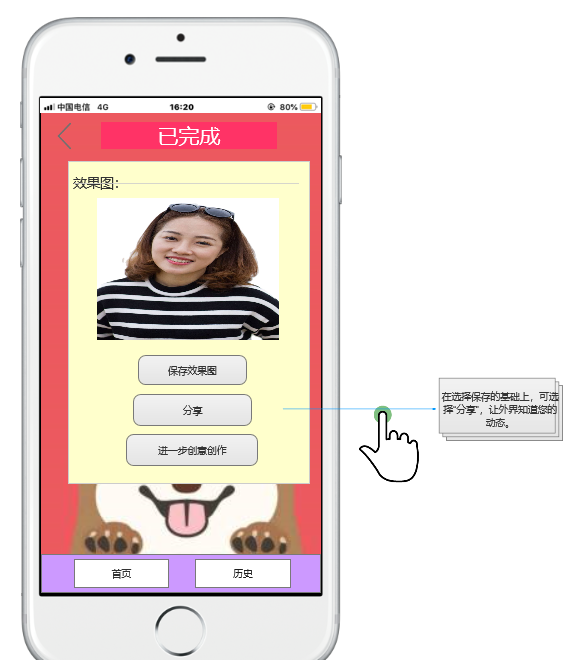 中国电信 4G 16:20 80%
已完成
效果图：
保存效果图
分享
进一步创意创作
在选择保存的基础上，可选
择“分享”，让外界知道您的
动态。
首页 历史